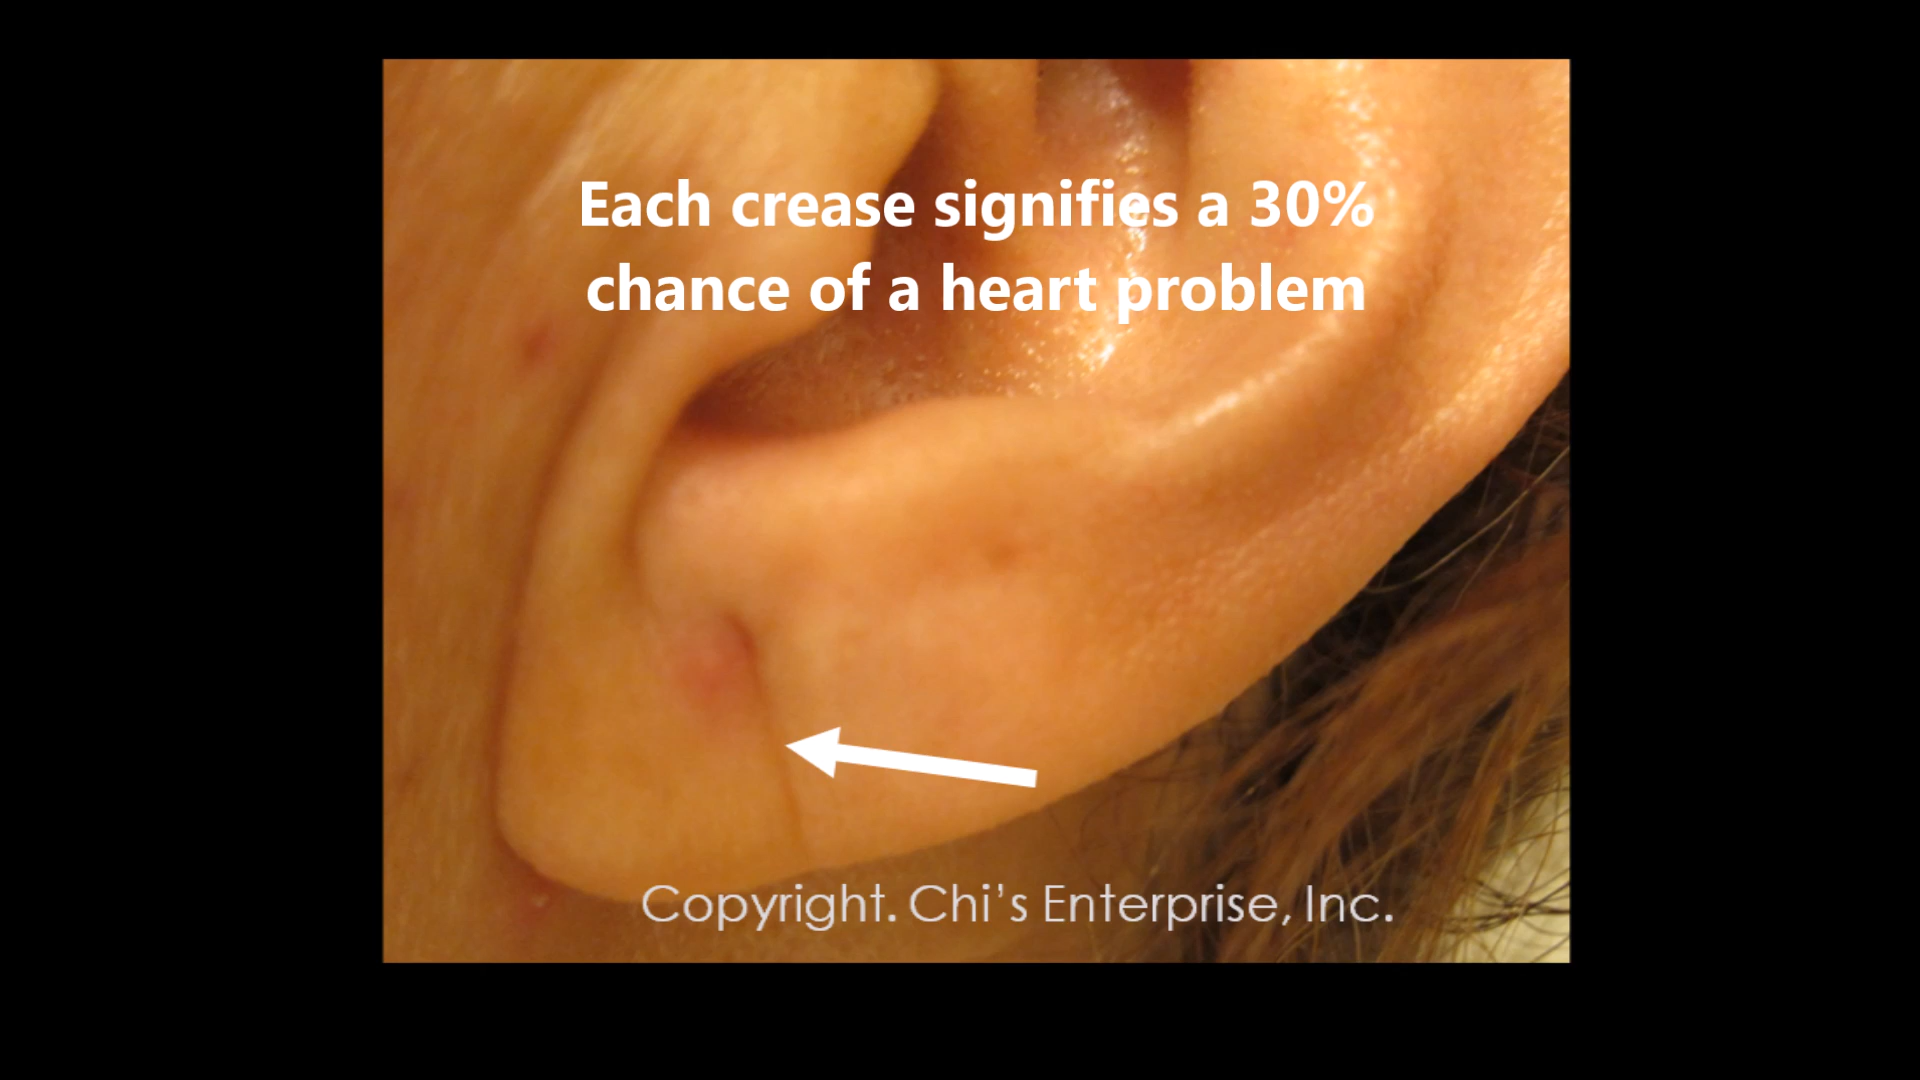 Each crease signifies a 30%
chance of a heart problem
Copyright. Chi's Enterprise, Inc.